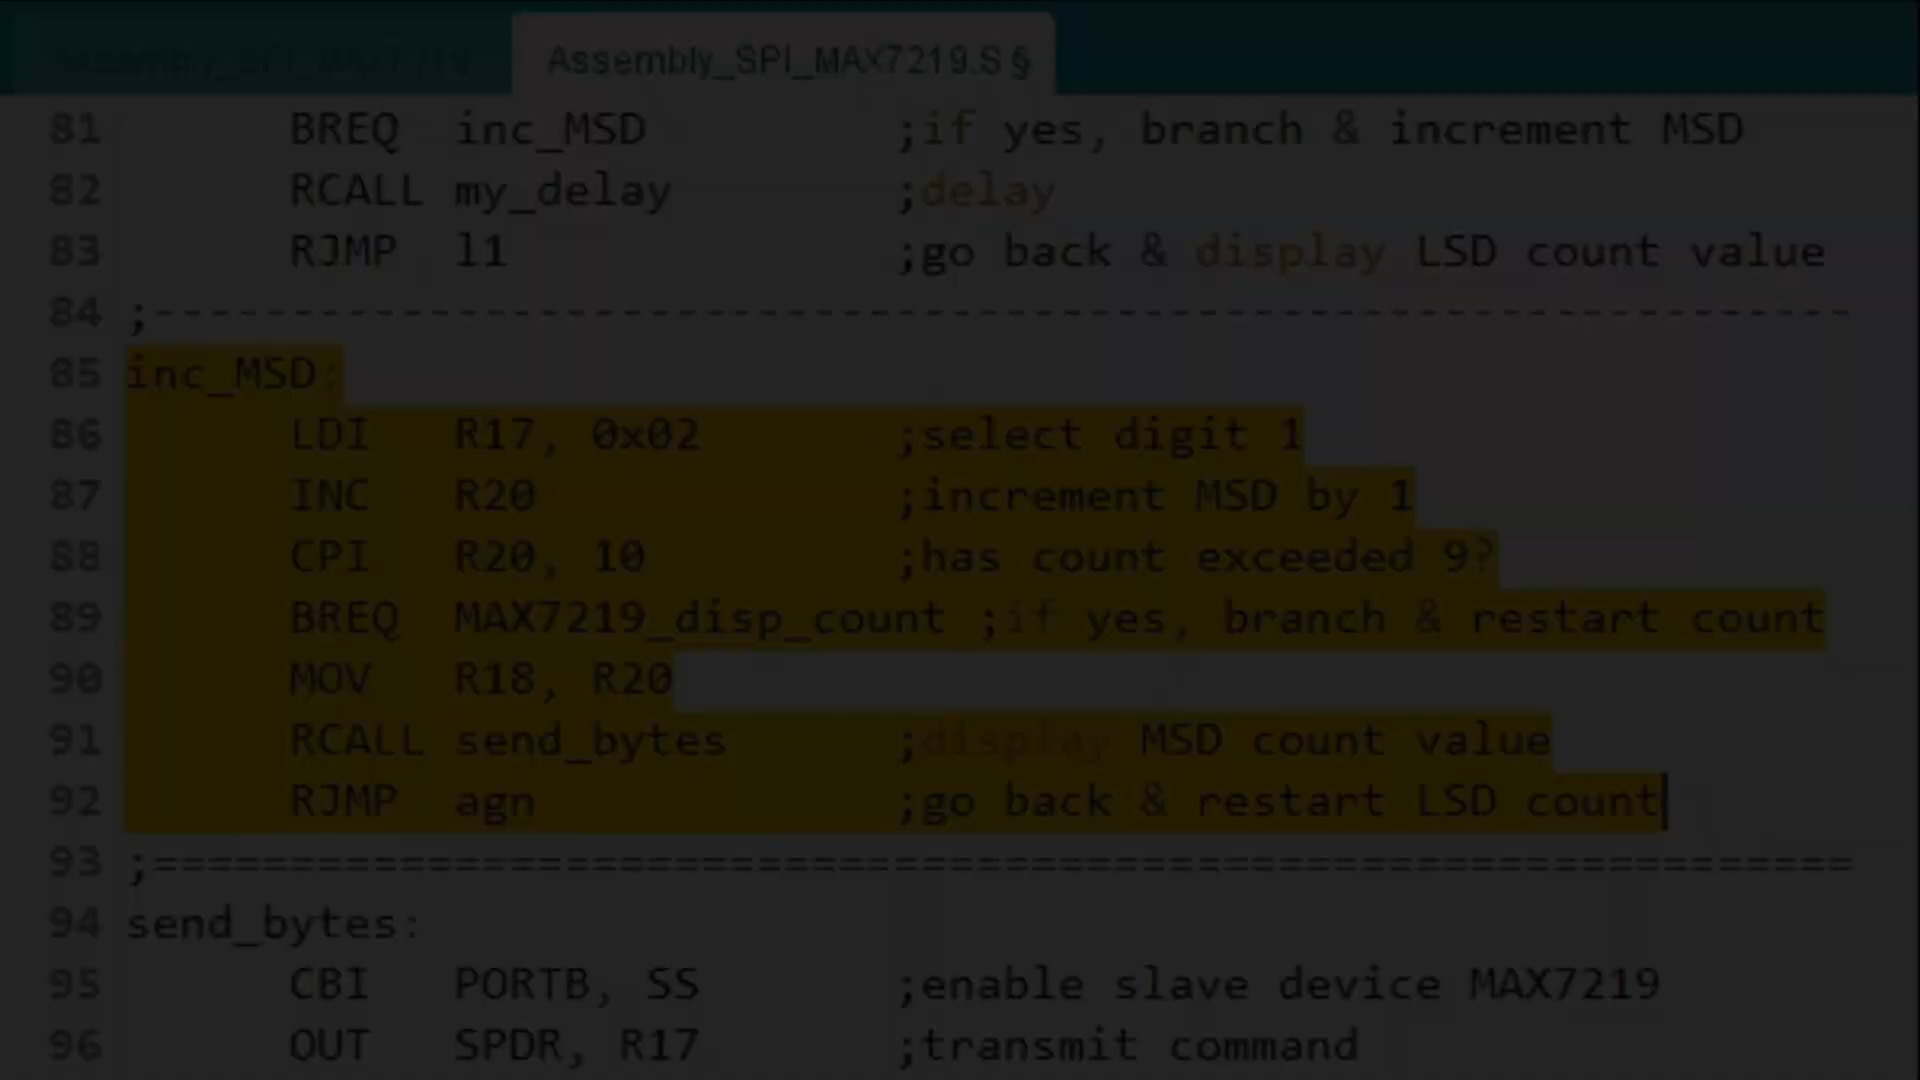 Assembly_SPI_MAX7219 Assembly_SPI_MAX7219.S §
81 BREQ inc_MSD ;if yes, branch & increment MSD
82 RCALL my_delay ;delay
83 RJMP l1 ;go back & display LSD count value
84 ;--------------------------------------------------------------
85 inc_MSD:
86 LDI R17, 0x02 ;select digit 1
87 INC R20 ;increment MSD by 1
88 CPI R20, 10 ;has count exceeded 9?
89 BREQ MAX7219_disp_count ;if yes, branch & restart count
90 MOV R18, R20
91 RCALL send_bytes ;display MSD count value
92 RJMP agn ;go back & restart LSD count
93 ;==============================================================
94 send_bytes:
95 CBI PORTB, SS ;enable slave device MAX7219
96 OUT SPDR, R17 ;transmit command